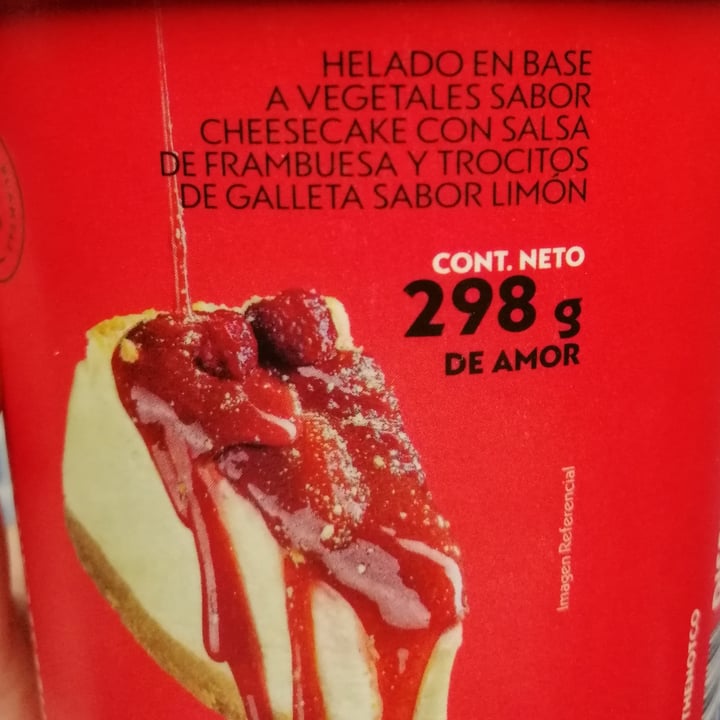 HELADO EN BASE
A VEGETALES SABOR
CHEESECAKE CON SALSA
DE FRAMBUESA Y TROCITOS
DE GALLETA SABOR LIMÓN
CONT. NETO
298 g
DE AMOR
Imagen Referencial